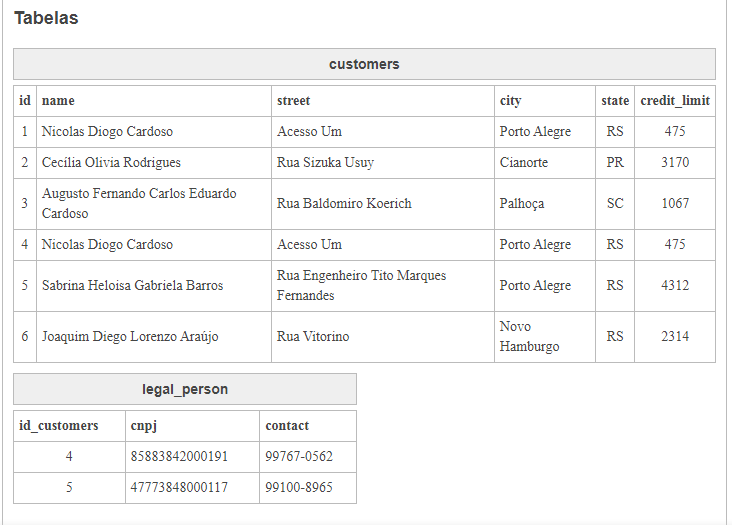 Tabelas
customers
id name street city state credit_limit
1 Nicolas Diogo Cardoso Acesso Um Porto Alegre RS 475
2 Cecília Olivia Rodrigues Rua Sizuka Usuy Cianorte PR 3170
3 Augusto Fernando Carlos Eduardo Cardoso Rua Baldomiro Koerich Palhoça SC 1067
4 Nicolas Diogo Cardoso Acesso Um Porto Alegre RS 475
5 Sabrina Heloisa Gabriela Barros Rua Engenheiro Tito Marques Fernandes Porto Alegre RS 4312
6 Joaquim Diego Lorenzo Araújo Rua Vitorino Novo Hamburgo RS 2314
legal_person
id_customers cnpj contact
4 85883842000191 99767-0562
5 47773848000117 99100-8965